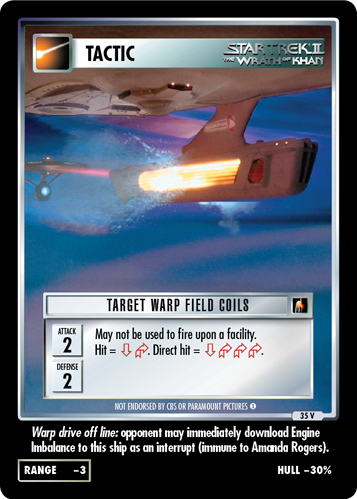 TACTIC
STAR TREK II
THE WRATH OF KHAN
TARGET WARP FIELD COILS
ATTACK
2
May not be used to fire upon a facility.
Hit = ⇩ ↱. Direct hit = ⇩ ↱ ↱ ↱.
DEFENSE
2
NOT ENDORSED BY CBS OR PARAMOUNT PICTURES
35 V
Warp drive off line: opponent may immediately download Engine
Imbalance to this ship as an interrupt (immune to Amanda Rogers).
RANGE -3
HULL -30%